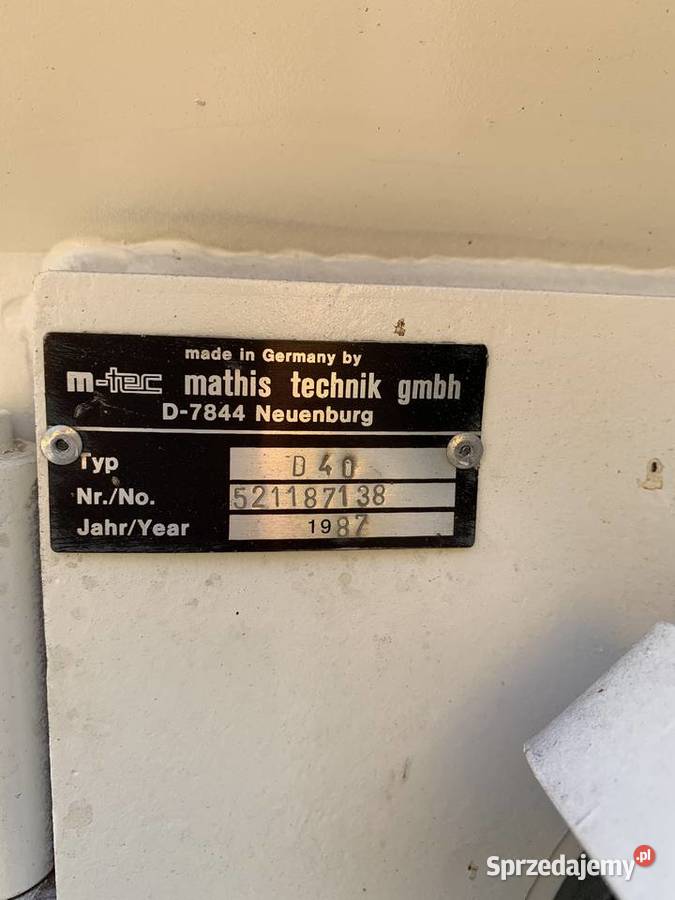 made in Germany by
m-tec mathis technik gmbh
D-7844 Neuenburg
Typ D 40
Nr./No. 521187138
Jahr/Year 1987
Sprzedajemy.pl